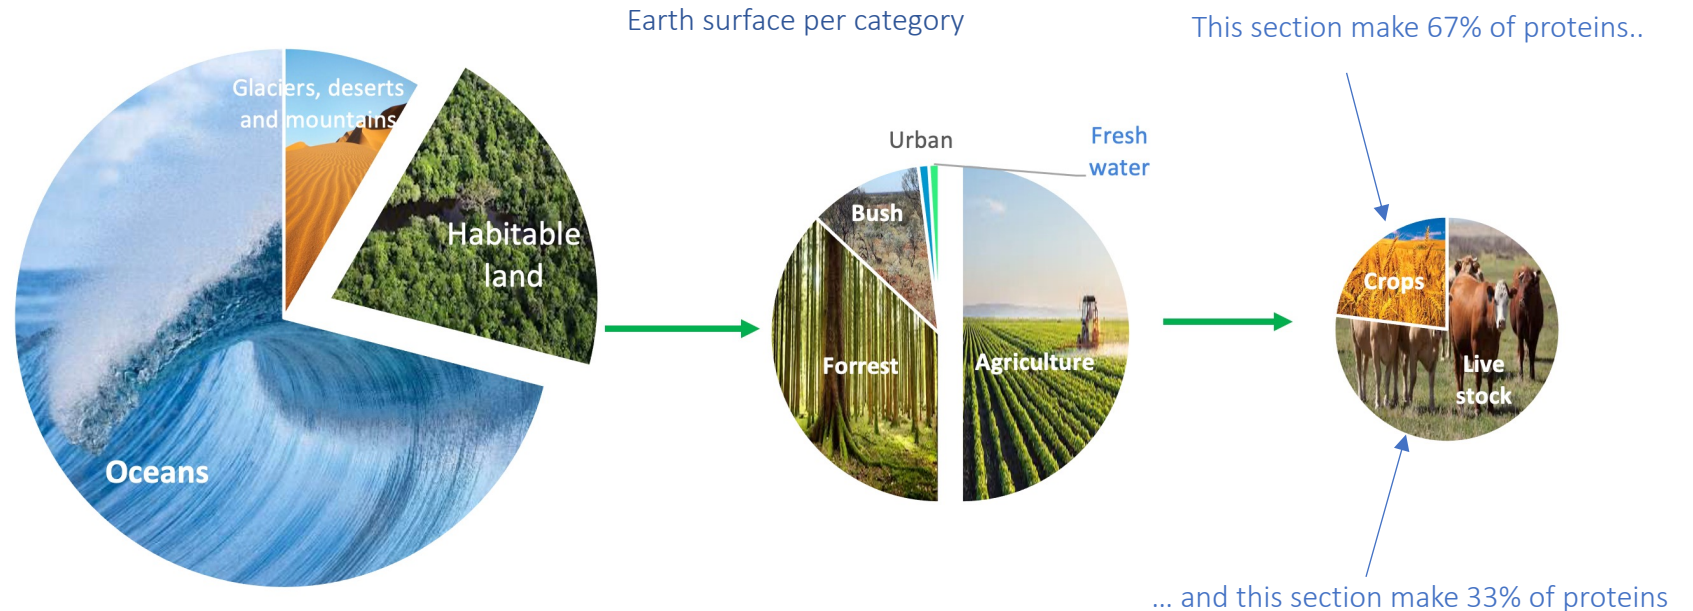 Earth surface per category
This section make 67% of proteins..
Glaciers, deserts
and mountains
Habitable
land
Oceans
Urban
Fresh
water
Bush
Forrest
Agriculture
Crops
Live
stock
... and this section make 33% of proteins